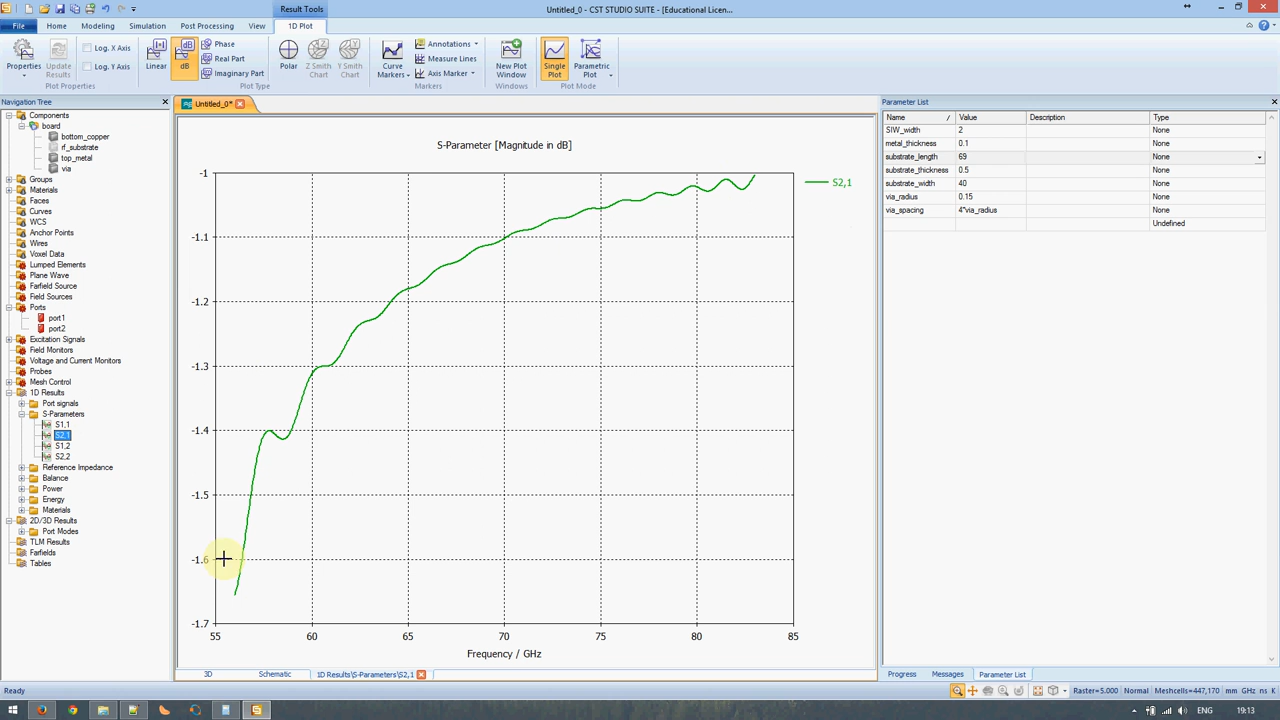 Result Tools
Untitled_0 - CST STUDIO SUITE - [Educational Licen...
File Home Modeling Simulation Post Processing View 1D Plot
Properties
Update Results
Log. X Axis
Log. Y Axis
Plot Properties
Linear
dB
Phase
Real Part
Imaginary Part
Polar
Z Smith Chart
Y Smith Chart
Plot Type
Curve Markers
Annotations
Measure Lines
Axis Marker
Markers
New Plot Window
Windows
Single Plot
Parametric Plot
Plot Mode
Navigation Tree
Components
board
bottom_copper
rf_substrate
top_metal
via
Groups
Materials
Faces
Curves
WCS
Anchor Points
Wires
Voxel Data
Lumped Elements
Plane Wave
Farfield Source
Field Sources
Ports
port1
port2
Excitation Signals
Field Monitors
Voltage and Current Monitors
Probes
Mesh Control
1D Results
Port signals
S-Parameters
S1,1
S2,1
S1,2
S2,2
Reference Impedance
Balance
Power
Energy
Materials
2D/3D Results
Port Modes
TLM Results
Farfields
Tables
Untitled_0*
S-Parameter [Magnitude in dB]
-1
-1.1
-1.2
-1.3
-1.4
-1.5
-1.6
-1.7
55 60 65 70 75 80 85
Frequency / GHz
S2,1
3D Schematic 1D Results\S-Parameters\S2,1
Parameter List
Name / Value Description Type
SIW_width 2 None
metal_thickness 0.1 None
substrate_length 69 None
substrate_thickness 0.5 None
substrate_width 40 None
via_radius 0.15 None
via_spacing 4*via_radius None
Undefined
Progress Messages Parameter List
Ready
Raster=5.000 Normal Meshcells=447,170 mm GHz ns K
ENG 19:13